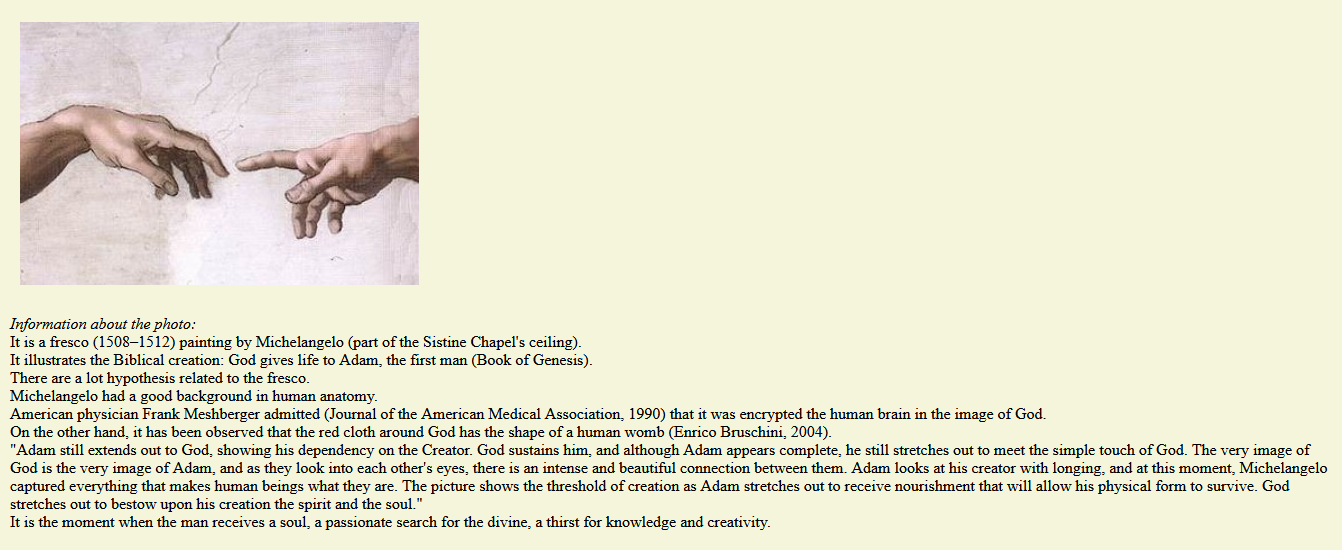 Information about the photo:
It is a fresco (1508–1512) painting by Michelangelo (part of the Sistine Chapel's ceiling).
It illustrates the Biblical creation: God gives life to Adam, the first man (Book of Genesis).
There are a lot hypothesis related to the fresco.
Michelangelo had a good background in human anatomy.
American physician Frank Meshberger admitted (Journal of the American Medical Association, 1990) that it was encrypted the human brain in the image of God.
On the other hand, it has been observed that the red cloth around God has the shape of a human womb (Enrico Bruschini, 2004).
"Adam still extends out to God, showing his dependency on the Creator. God sustains him, and although Adam appears complete, he still stretches out to meet the simple touch of God. The very image of
God is the very image of Adam, and as they look into each other's eyes, there is an intense and beautiful connection between them. Adam looks at his creator with longing, and at this moment, Michelangelo
captured everything that makes human beings what they are. The picture shows the threshold of creation as Adam stretches out to receive nourishment that will allow his physical form to survive. God
stretches out to bestow upon his creation the spirit and the soul."
It is the moment when the man receives a soul, a passionate search for the divine, a thirst for knowledge and creativity.